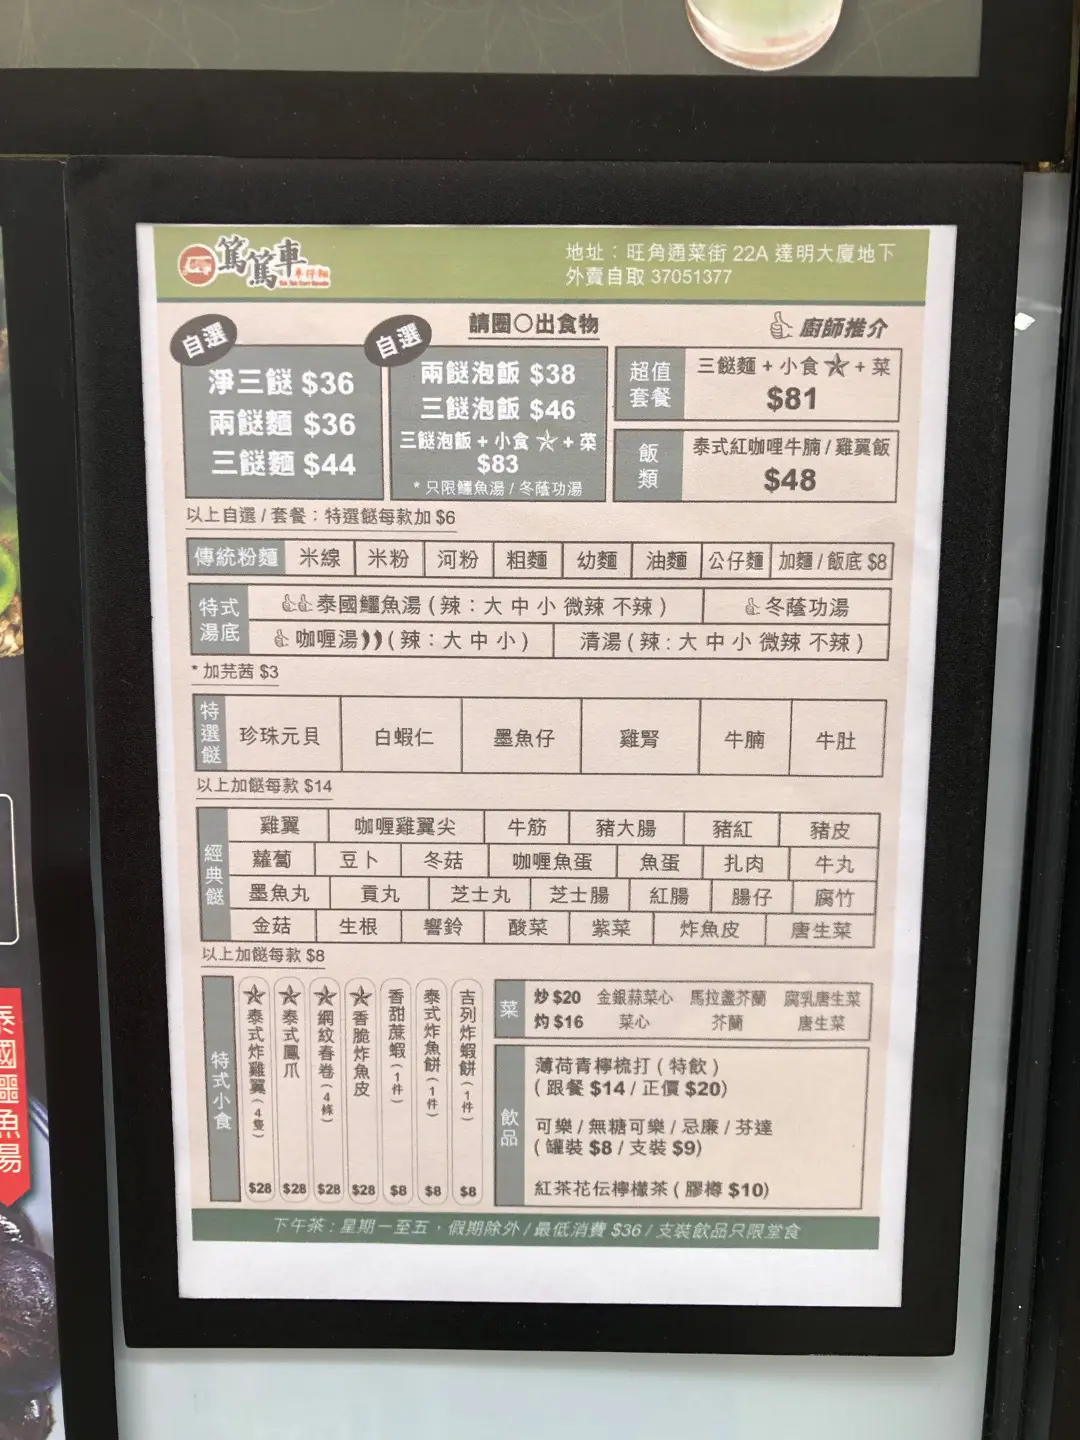 篤篤車
車仔麵
地址：旺角通菜街 22A 達明大廈地下
外賣自取 37051377
請圈○出食物
廚師推介
自選
淨三餸 $36
兩餸麵 $36
三餸麵 $44
自選
兩餸泡飯 $38
三餸泡飯 $46
三餸泡飯 + 小食 ★ + 菜
$83
* 只限鱷魚湯 / 冬蔭功湯
超值
套餐
三餸麵 + 小食 ★ + 菜
$81
飯
類
泰式紅咖喱牛腩 / 雞翼飯
$48
以上自選 / 套餐：特選餸每款加 $6
傳統粉麵 米線 米粉 河粉 粗麵 幼麵 油麵 公仔麵 加麵 / 飯底 $8
特式
湯底
泰國鱷魚湯 ( 辣：大 中 小 微辣 不辣 ) 冬蔭功湯
咖喱湯 ( 辣：大 中 小 ) 清湯 ( 辣：大 中 小 微辣 不辣 )
* 加芫茜 $3
特選餸 珍珠元貝 白蝦仁 墨魚仔 雞腎 牛腩 牛肚
以上加餸每款 $14
經典餸
雞翼 咖喱雞翼尖 牛筋 豬大腸 豬紅 豬皮
蘿蔔 豆卜 冬菇 咖喱魚蛋 魚蛋 扎肉 牛丸
墨魚丸 貢丸 芝士丸 芝士腸 紅腸 腸仔 腐竹
金菇 生根 響鈴 酸菜 紫菜 炸魚皮 唐生菜
以上加餸每款 $8
特式小食
★泰式炸雞翼(4隻) $28
★泰式鳳爪 $28
★網紋春卷(4條) $28
★香脆炸魚皮 $28
香甜蔗蝦(1件) $8
泰式炸魚餅(1件) $8
吉列炸蝦餅(1件) $8
菜
炒 $20 金銀蒜菜心 馬拉盞芥蘭 腐乳唐生菜
灼 $16 菜心 芥蘭 唐生菜
飲品
薄荷青檸梳打 ( 特飲 )
( 跟餐 $14 / 正價 $20)
可樂 / 無糖可樂 / 忌廉 / 芬達
( 罐裝 $8 / 支裝 $9)
紅茶花伝檸檬茶 ( 膠樽 $10)
下午茶：星期一至五，假期除外 / 最低消費 $36 / 支裝飲品只限堂食
泰國鱷魚湯